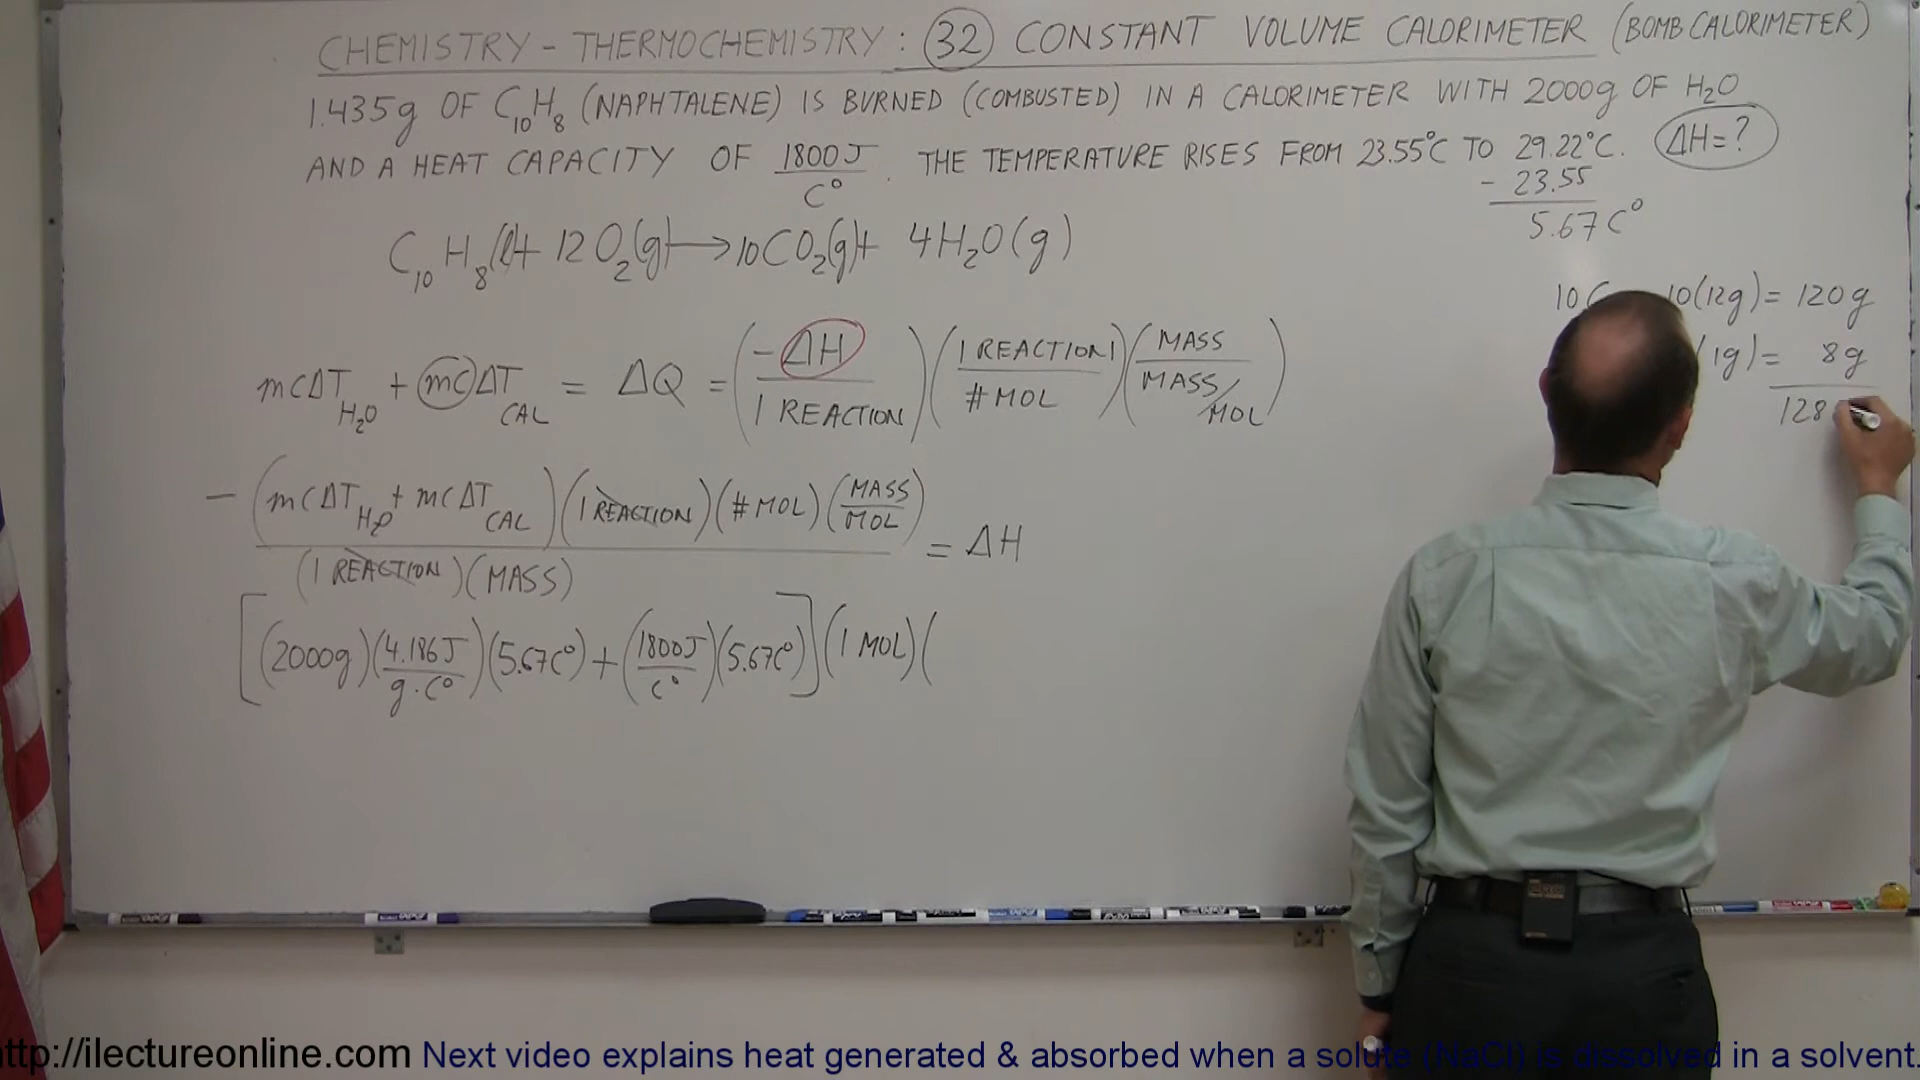 CHEMISTRY - THERMOCHEMISTRY: 32 CONSTANT VOLUME CALORIMETER (BOMB CALORIMETER)
1.435g OF C10H8 (NAPHTALENE) IS BURNED (COMBUSTED) IN A CALORIMETER WITH 2000g OF H2O
AND A HEAT CAPACITY OF 1800J/C°. THE TEMPERATURE RISES FROM 23.55°C TO 29.22°C. ΔH=?
- 23.55
5.67C°
C10H8(l)+ 12O2(g)→10CO2(g)+ 4H2O(g)
10C 10(12g)= 120g
(1g)= 8g
128
mCΔT H2O + mCΔT CAL = ΔQ = (-ΔH / 1 REACTION)(1 REACTION / # MOL)(MASS / MASS/MOL)
- (mCΔT H2O + mCΔT CAL)(1 REACTION)(# MOL)(MASS/MOL) / (1 REACTION)(MASS) = ΔH
[(2000g)(4.186J / g·C°)(5.67C°)+(1800J / C°)(5.67C°)](1 MOL)(
ttp://ilectureonline.com Next video explains heat generated & absorbed when a solute (NaCl) is dissolved in a solvent.